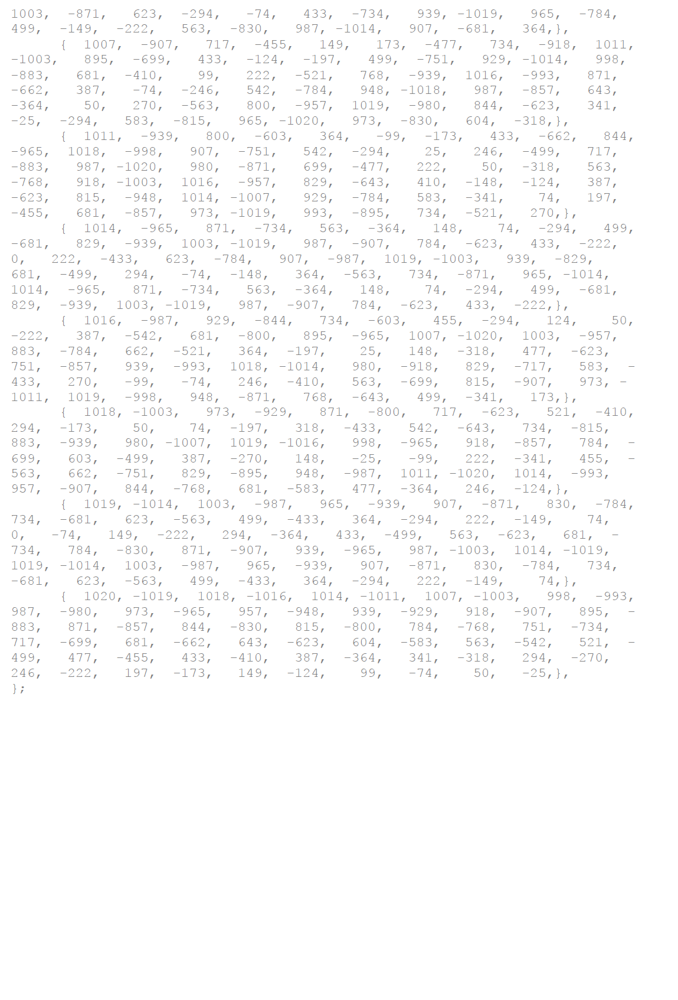 1003,  -871,   623,  -294,   -74,   433,  -734,   939, -1019,   965,  -784,
499,  -149,  -222,   563,  -830,   987, -1014,   907,  -681,   364,},
{  1007,  -907,   717,  -455,   149,   173,  -477,   734,  -918,  1011,
-1003,   895,  -699,   433,  -124,  -197,   499,  -751,   929, -1014,   998,
-883,   681,  -410,    99,   222,  -521,   768,  -939,  1016,  -993,   871,
-662,   387,   -74,  -246,   542,  -784,   948, -1018,   987,  -857,   643,
-364,    50,   270,  -563,   800,  -957,  1019,  -980,   844,  -623,   341,
-25,  -294,   583,  -815,   965, -1020,   973,  -830,   604,  -318,},
{  1011,  -939,   800,  -603,   364,   -99,  -173,   433,  -662,   844,
-965,  1018,  -998,   907,  -751,   542,  -294,    25,   246,  -499,   717,
-883,   987, -1020,   980,  -871,   699,  -477,   222,    50,  -318,   563,
-768,   918, -1003,  1016,  -957,   829,  -643,   410,  -148,  -124,   387,
-623,   815,  -948,  1014, -1007,   929,  -784,   583,  -341,    74,   197,
-455,   681,  -857,   973, -1019,   993,  -895,   734,  -521,   270,},
{  1014,  -965,   871,  -734,   563,  -364,   148,    74,  -294,   499,
-681,   829,  -939,  1003, -1019,   987,  -907,   784,  -623,   433,  -222,
0,   222,  -433,   623,  -784,   907,  -987,  1019, -1003,   939,  -829,
681,  -499,   294,   -74,  -148,   364,  -563,   734,  -871,   965, -1014,
1014,  -965,   871,  -734,   563,  -364,   148,    74,  -294,   499,  -681,
829,  -939,  1003, -1019,   987,  -907,   784,  -623,   433,  -222,},
{  1016,  -987,   929,  -844,   734,  -603,   455,  -294,   124,    50,
-222,   387,  -542,   681,  -800,   895,  -965,  1007, -1020,  1003,  -957,
883,  -784,   662,  -521,   364,  -197,    25,   148,  -318,   477,  -623,
751,  -857,   939,  -993,  1018, -1014,   980,  -918,   829,  -717,   583,  -
433,   270,   -99,   -74,   246,  -410,   563,  -699,   815,  -907,   973, -
1011,  1019,  -998,   948,  -871,   768,  -643,   499,  -341,   173,},
{  1018, -1003,   973,  -929,   871,  -800,   717,  -623,   521,  -410,
294,  -173,    50,    74,  -197,   318,  -433,   542,  -643,   734,  -815,
883,  -939,   980, -1007,  1019, -1016,   998,  -965,   918,  -857,   784,  -
699,   603,  -499,   387,  -270,   148,   -25,   -99,   222,  -341,   455,  -
563,   662,  -751,   829,  -895,   948,  -987,  1011, -1020,  1014,  -993,
957,  -907,   844,  -768,   681,  -583,   477,  -364,   246,  -124,},
{  1019, -1014,  1003,  -987,   965,  -939,   907,  -871,   830,  -784,
734,  -681,   623,  -563,   499,  -433,   364,  -294,   222,  -149,    74,
0,   -74,   149,  -222,   294,  -364,   433,  -499,   563,  -623,   681,  -
734,   784,  -830,   871,  -907,   939,  -965,   987, -1003,  1014, -1019,
1019, -1014,  1003,  -987,   965,  -939,   907,  -871,   830,  -784,   734,
-681,   623,  -563,   499,  -433,   364,  -294,   222,  -149,    74,},
{  1020, -1019,  1018, -1016,  1014, -1011,  1007, -1003,   998,  -993,
987,  -980,   973,  -965,   957,  -948,   939,  -929,   918,  -907,   895,  -
883,   871,  -857,   844,  -830,   815,  -800,   784,  -768,   751,  -734,
717,  -699,   681,  -662,   643,  -623,   604,  -583,   563,  -542,   521,  -
499,   477,  -455,   433,  -410,   387,  -364,   341,  -318,   294,  -270,
246,  -222,   197,  -173,   149,  -124,    99,   -74,    50,   -25,},
};